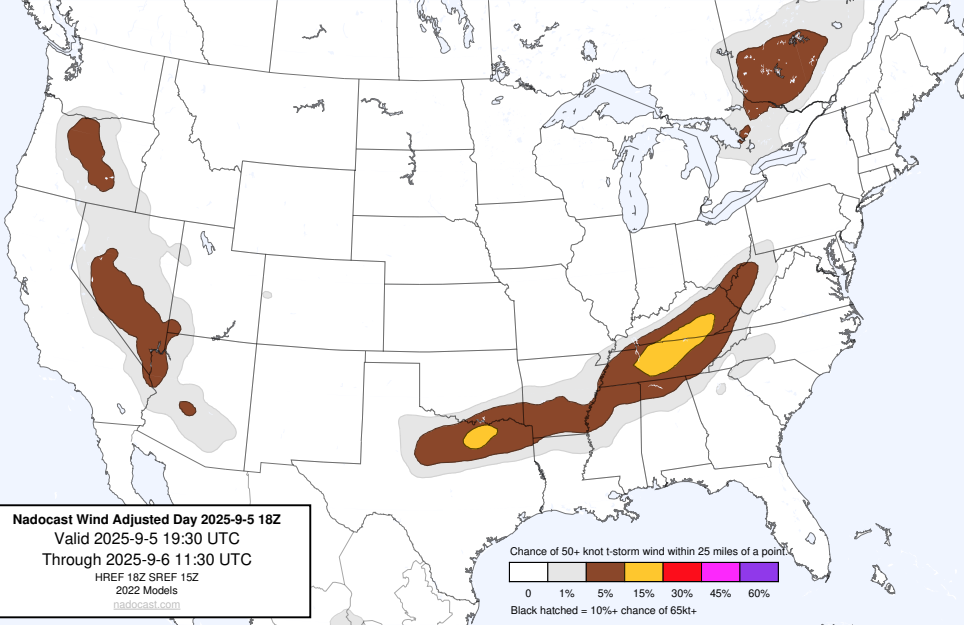 Nadocast Wind Adjusted Day 2025-9-5 18Z
Valid 2025-9-5 19:30 UTC
Through 2025-9-6 11:30 UTC
HREF 18Z SREF 15Z
2022 Models
nadocast.com
Chance of 50+ knot t-storm wind within 25 miles of a point.
0 1% 5% 15% 30% 45% 60%
Black hatched = 10%+ chance of 65kt+